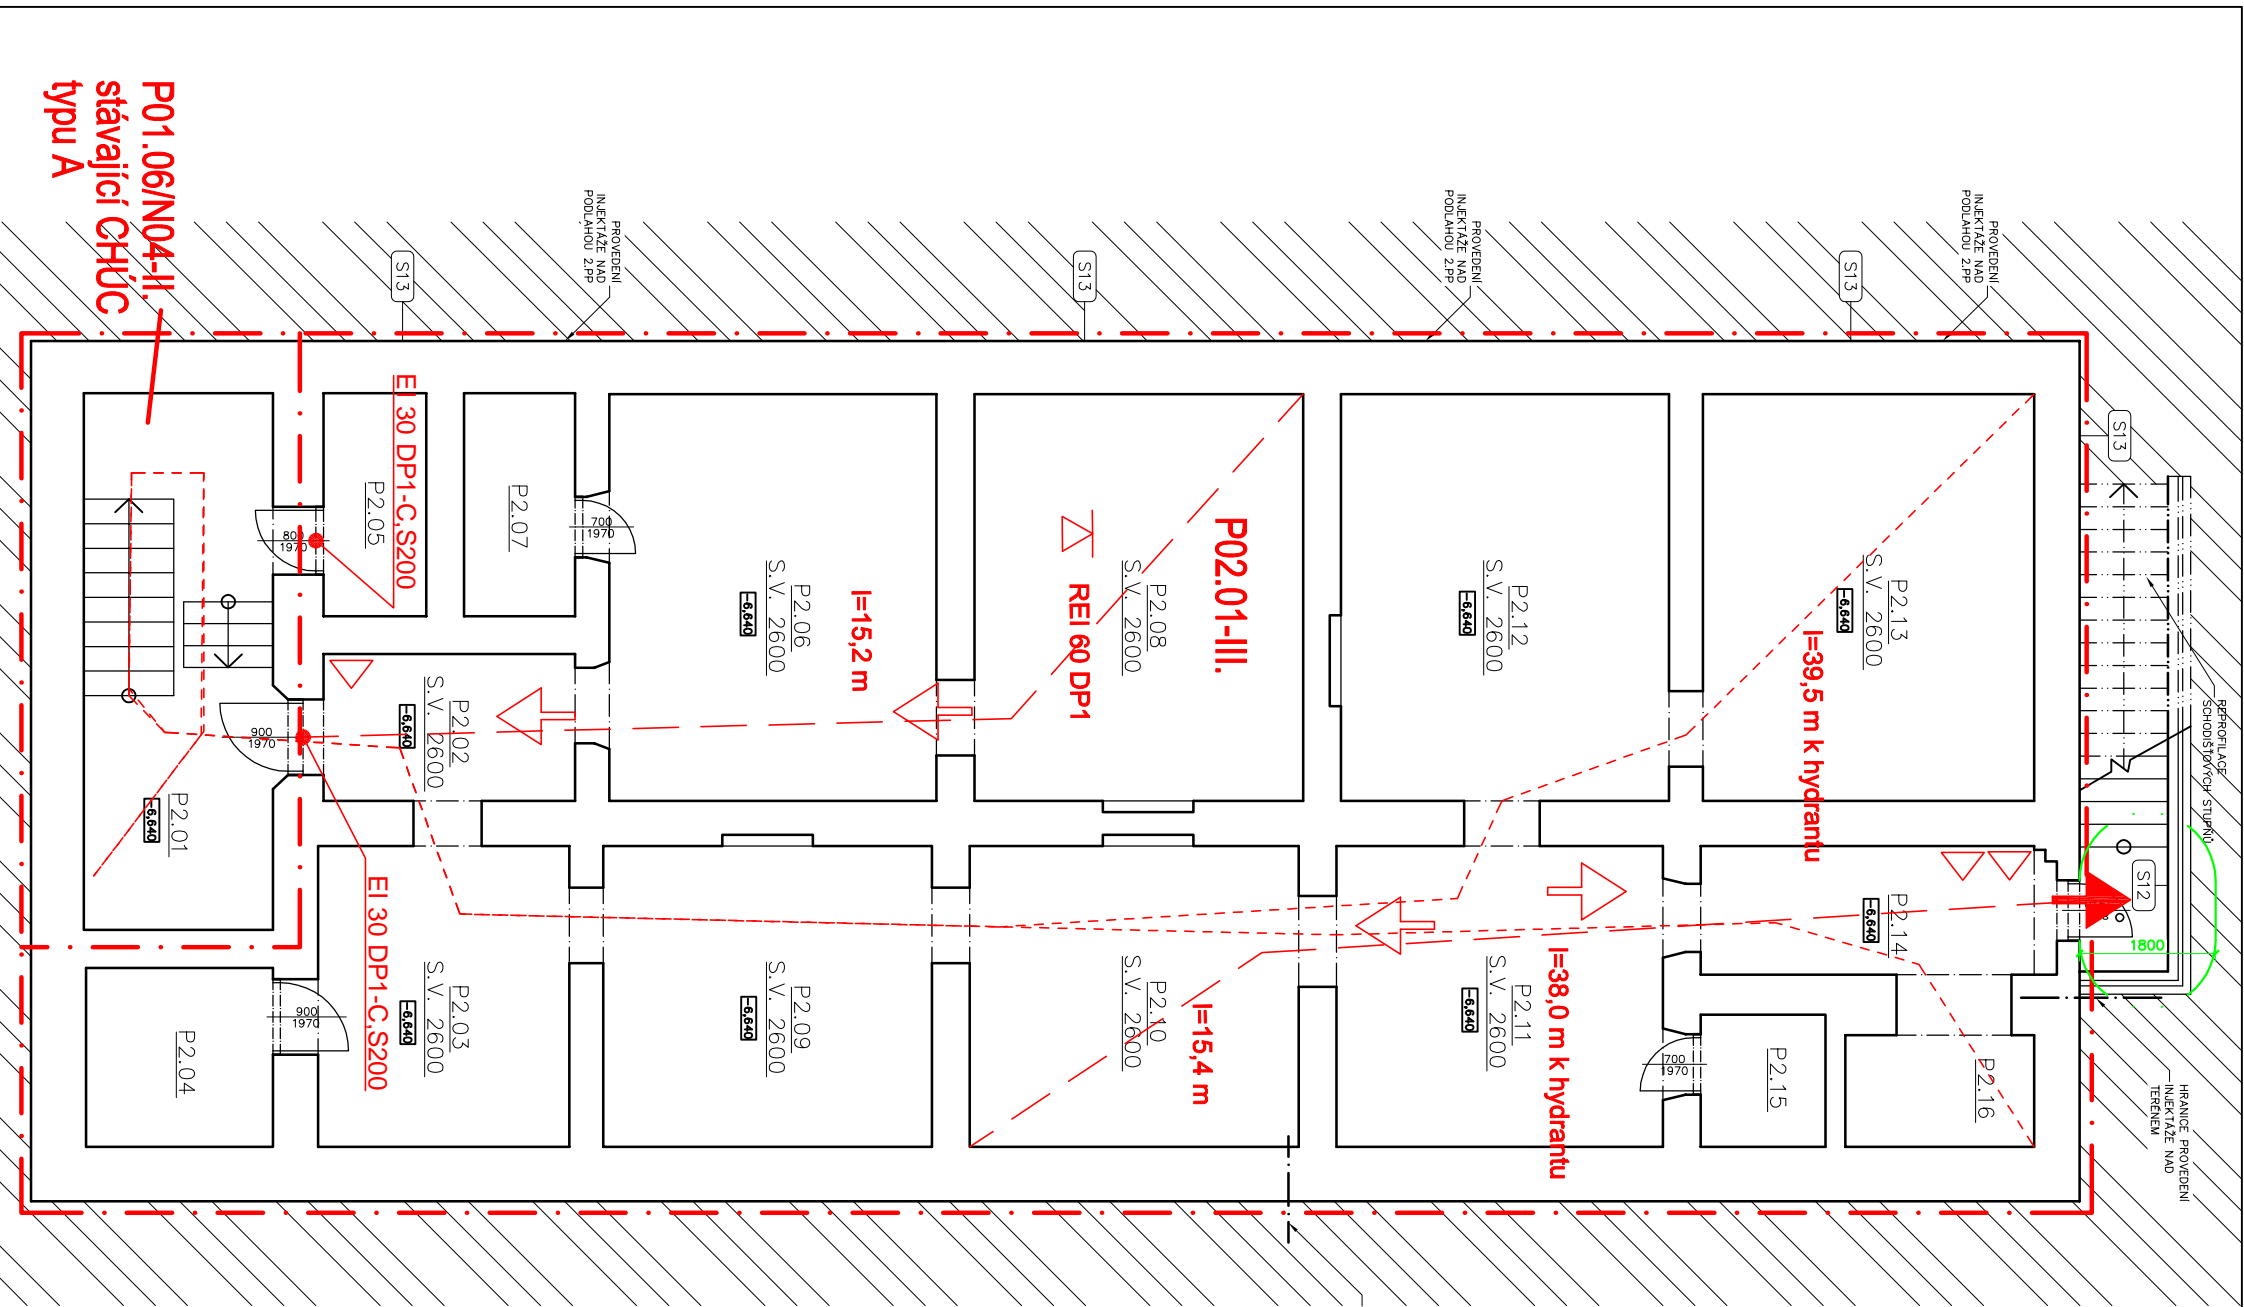 P01.06/N04-II.
stávající CHÚC
typu A
PROVEDENÍ
INJEKTÁŽE NAD
PODLAHOU 2.PP
PROVEDENÍ
INJEKTÁŽE NAD
PODLAHOU 2.PP
PROVEDENÍ
INJEKTÁŽE NAD
PODLAHOU 2.PP
S13
S13
S13
S13
S12
REPROFILACE
SCHODIŠŤOVÝCH STUPŇŮ
HRANICE PROVEDENÍ
INJEKTÁŽE NAD
TERÉNEM
1800
EI 30 DP1-C,S200
EI 30 DP1-C,S200
P02.01-III.
REI 60 DP1
l=15,2 m
l=39,5 m k hydrantu
l=38,0 m k hydrantu
l=15,4 m
P2.01
-6,640
P2.02
S.V. 2600
-6,640
P2.03
S.V. 2600
-6,640
P2.04
P2.05
P2.06
S.V. 2600
-6,640
P2.07
P2.08
S.V. 2600
P2.09
S.V. 2600
-6,640
P2.10
S.V. 2600
P2.11
S.V. 2600
-6,640
P2.12
S.V. 2600
-6,640
P2.13
S.V. 2600
-6,640
P2.14
-6,640
P2.15
P2.16
800
1970
700
1970
900
1970
900
1970
700
1970